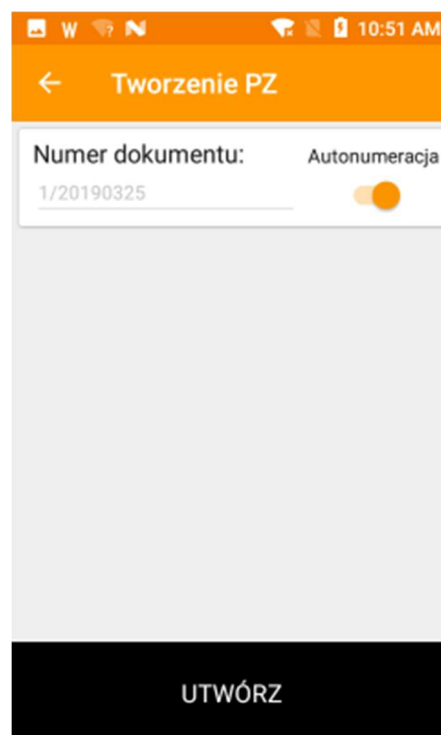 W 10:51 AM
Tworzenie PZ
Numer dokumentu:
Autonumeracja
1/20190325
UTWÓRZ